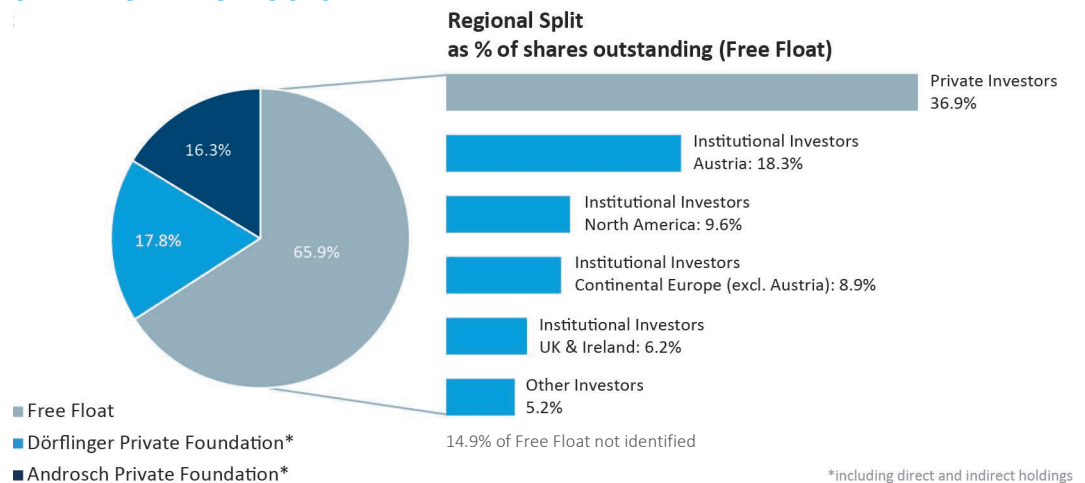 Regional Split
as % of shares outstanding (Free Float)
Private Investors
36.9%
Institutional Investors
Austria: 18.3%
Institutional Investors
North America: 9.6%
Institutional Investors
Continental Europe (excl. Austria): 8.9%
Institutional Investors
UK & Ireland: 6.2%
Other Investors
5.2%
14.9% of Free Float not identified
16.3%
17.8%
65.9%
Free Float
Dörflinger Private Foundation*
Androsch Private Foundation*
*including direct and indirect holdings